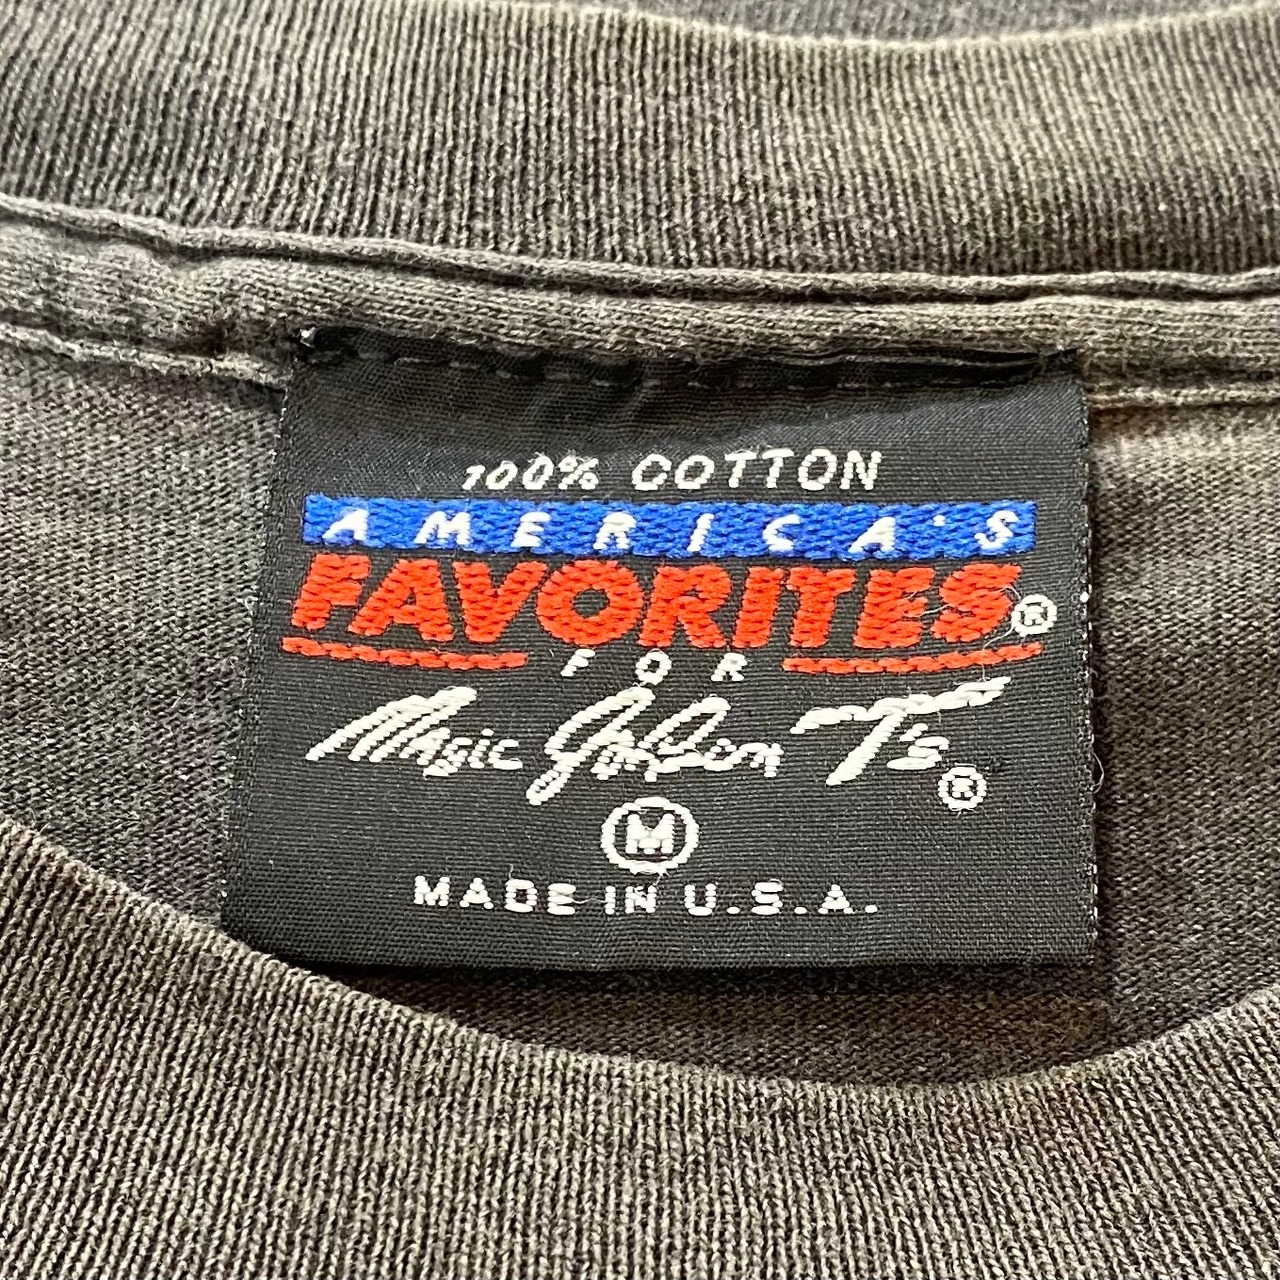 100% COTTON
AMERICA'S
FAVORITES®
FOR
Magic Johnson T's®
M
MADE IN U.S.A.